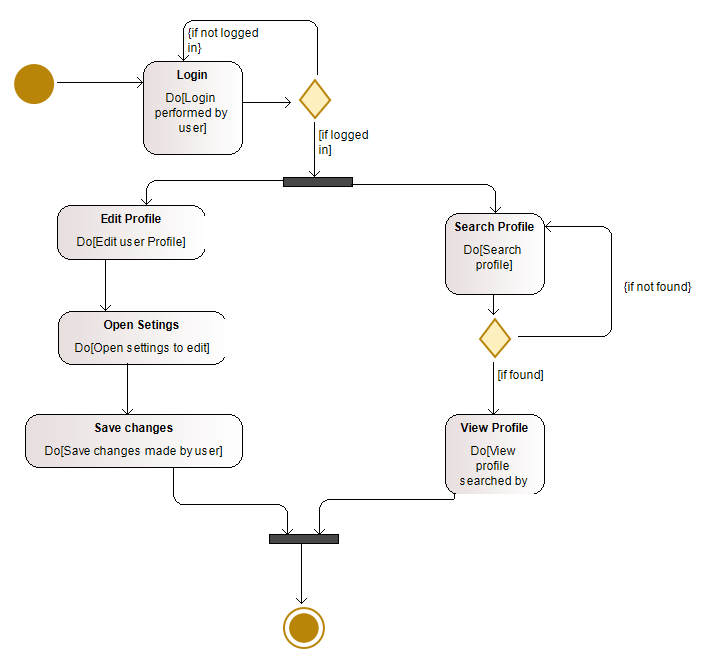 {if not logged
in}
Login
Do[Login
performed by
user]
[if logged
in]
Edit Profile
Do[Edit user Profile]
Search Profile
Do[Search
profile]
{if not found}
Open Setings
Do[Open settings to edit]
[if found]
Save changes
Do[Save changes made by user]
View Profile
Do[View
profile
searched by